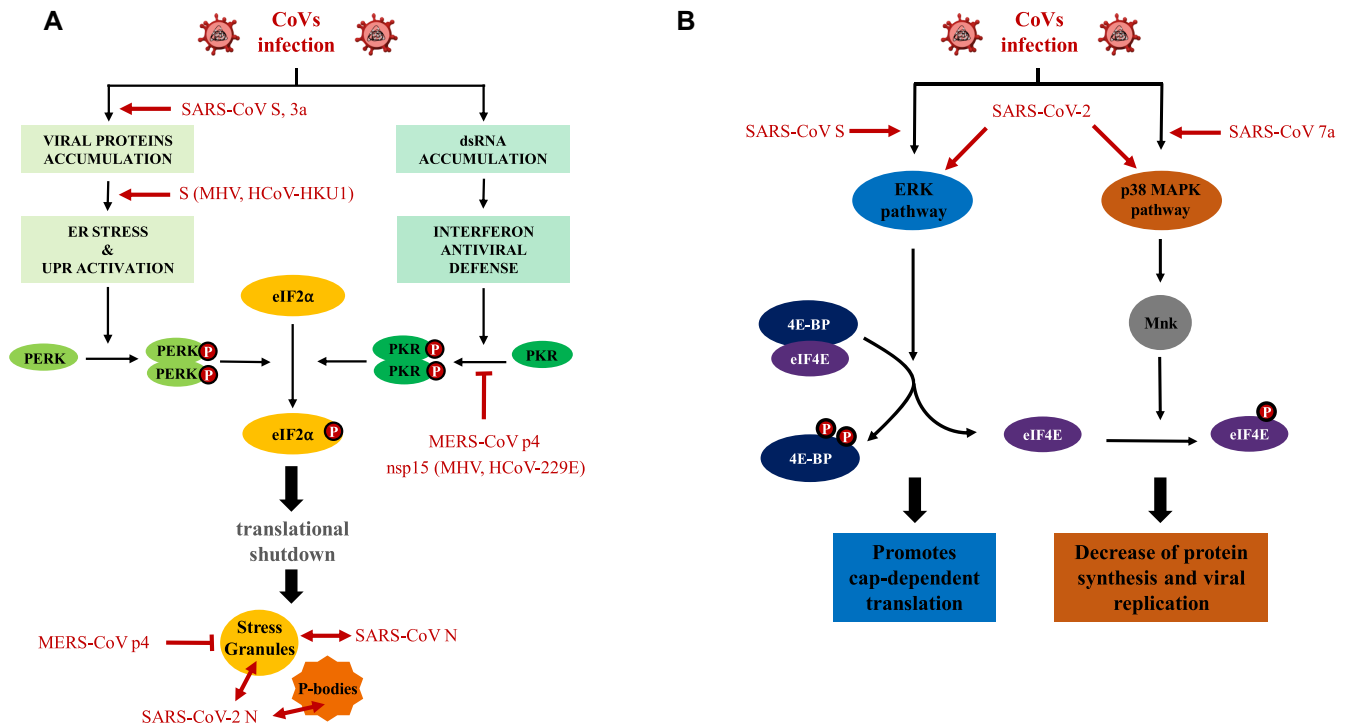 A
CoVs
infection
SARS-CoV S, 3a
VIRAL PROTEINS
ACCUMULATION
dsRNA
ACCUMULATION
S (MHV, HCoV-HKU1)
ER STRESS
&
UPR ACTIVATION
INTERFERON
ANTIVIRAL
DEFENSE
eIF2α
PERK
PERK P
PERK P
PKR P
PKR P
PKR
eIF2α P
MERS-CoV p4
nsp15 (MHV, HCoV-229E)
translational
shutdown
MERS-CoV p4
Stress
Granules
SARS-CoV N
P-bodies
SARS-CoV-2 N
B
CoVs
infection
SARS-CoV S
SARS-CoV-2
SARS-CoV 7a
ERK
pathway
p38 MAPK
pathway
Mnk
4E-BP
eIF4E
P P
4E-BP
eIF4E
P
eIF4E
Promotes
cap-dependent
translation
Decrease of protein
synthesis and viral
replication